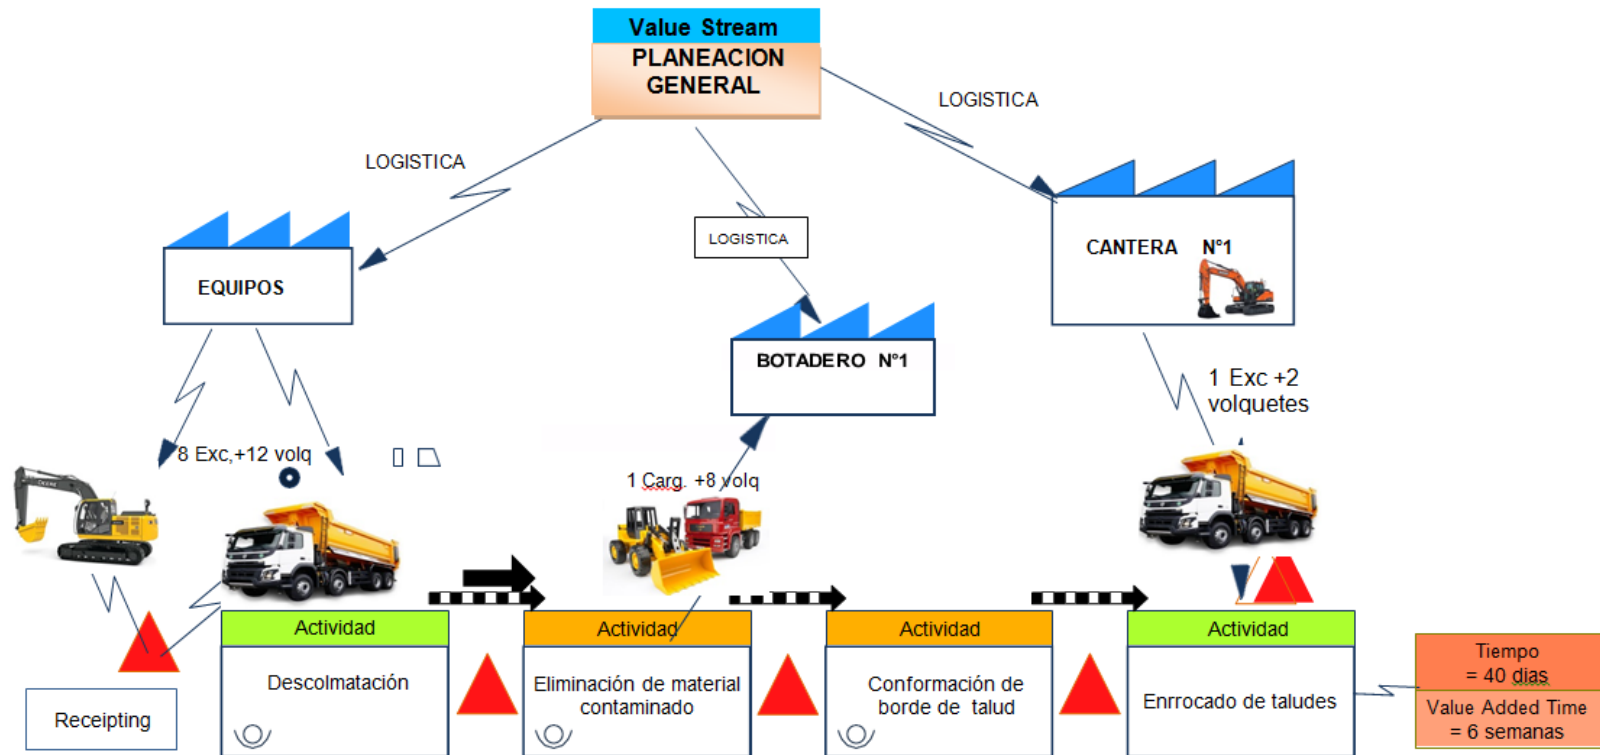 Value Stream
PLANEACION
GENERAL
LOGISTICA
LOGISTICA
LOGISTICA
CANTERA N°1
EQUIPOS
BOTADERO N°1
1 Exc +2
volquetes
8 Exc,+12 volq
1 Carg. +8 volq
Actividad
Actividad
Actividad
Actividad
Descolmatación
Eliminación de material
contaminado
Conformación de
borde de talud
Enrrocado de taludes
Receipting
Tiempo
= 40 dias
Value Added Time
= 6 semanas